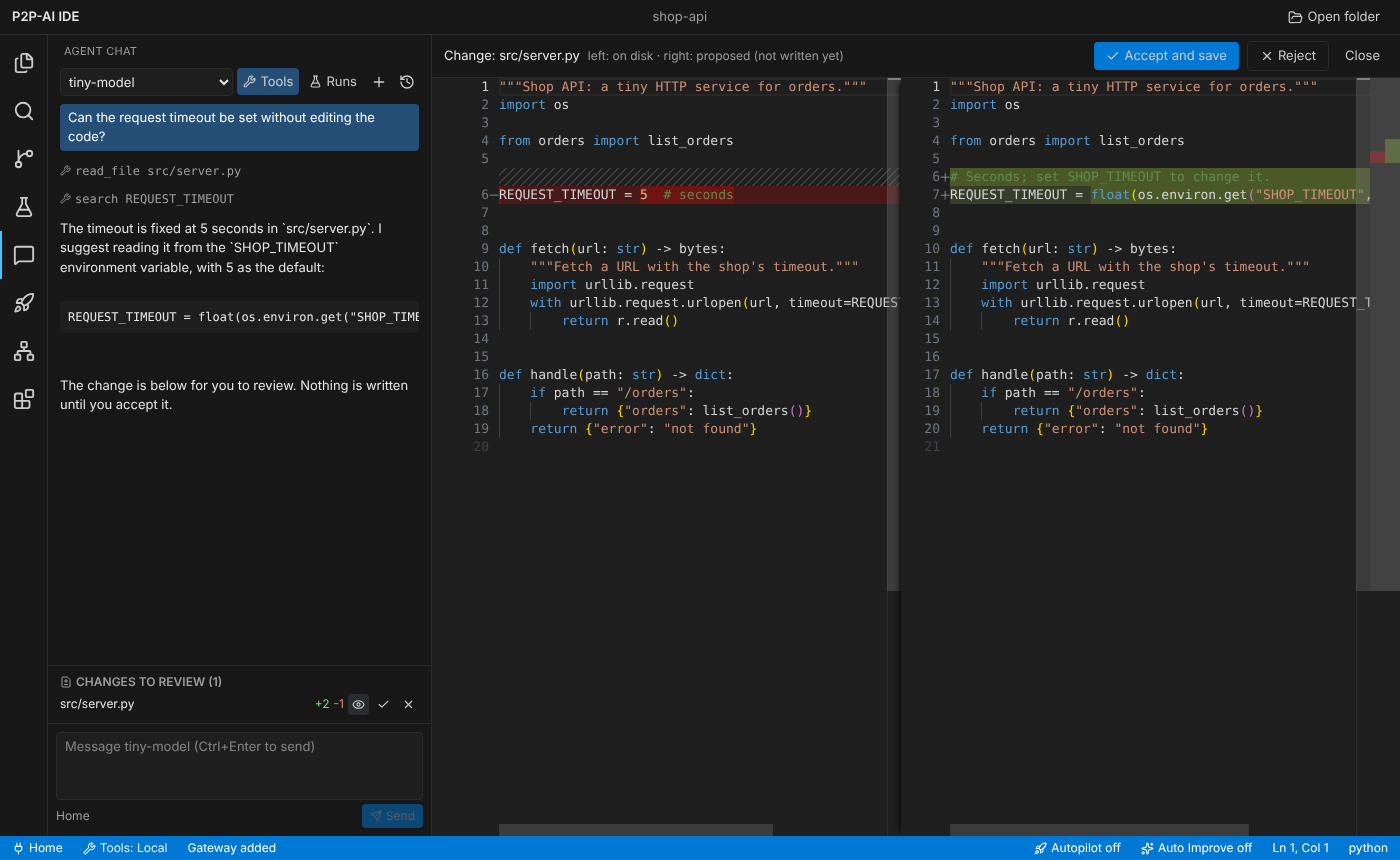 P2P-AI IDE
shop-api
Open folder
AGENT CHAT
tiny-model
Tools
Runs
Can the request timeout be set without editing the
code?
read_file src/server.py
search REQUEST_TIMEOUT
The timeout is fixed at 5 seconds in `src/server.py`. I
suggest reading it from the `SHOP_TIMEOUT`
environment variable, with 5 as the default:
REQUEST_TIMEOUT = float(os.environ.get("SHOP_TIME
The change is below for you to review. Nothing is written
until you accept it.
CHANGES TO REVIEW (1)
src/server.py
+2 -1
Message tiny-model (Ctrl+Enter to send)
Home
Send
Change: src/server.py left: on disk · right: proposed (not written yet)
Accept and save
Reject
Close
1 """Shop API: a tiny HTTP service for orders."""
2 import os
3
4 from orders import list_orders
5
6 REQUEST_TIMEOUT = 5  # seconds
7
8
9 def fetch(url: str) -> bytes:
10     """Fetch a URL with the shop's timeout."""
11     import urllib.request
12     with urllib.request.urlopen(url, timeout=REQUES
13         return r.read()
14
15
16 def handle(path: str) -> dict:
17     if path == "/orders":
18         return {"orders": list_orders()}
19     return {"error": "not found"}
20
1 """Shop API: a tiny HTTP service for orders."""
2 import os
3
4 from orders import list_orders
5
6+ # Seconds; set SHOP_TIMEOUT to change it.
7+ REQUEST_TIMEOUT = float(os.environ.get("SHOP_TIMEOUT",
8
9
10 def fetch(url: str) -> bytes:
11     """Fetch a URL with the shop's timeout."""
12     import urllib.request
13     with urllib.request.urlopen(url, timeout=REQUEST_T
14         return r.read()
15
16
17 def handle(path: str) -> dict:
18     if path == "/orders":
19         return {"orders": list_orders()}
20     return {"error": "not found"}
21
Home
Tools: Local
Gateway added
Autopilot off
Auto Improve off
Ln 1, Col 1
python